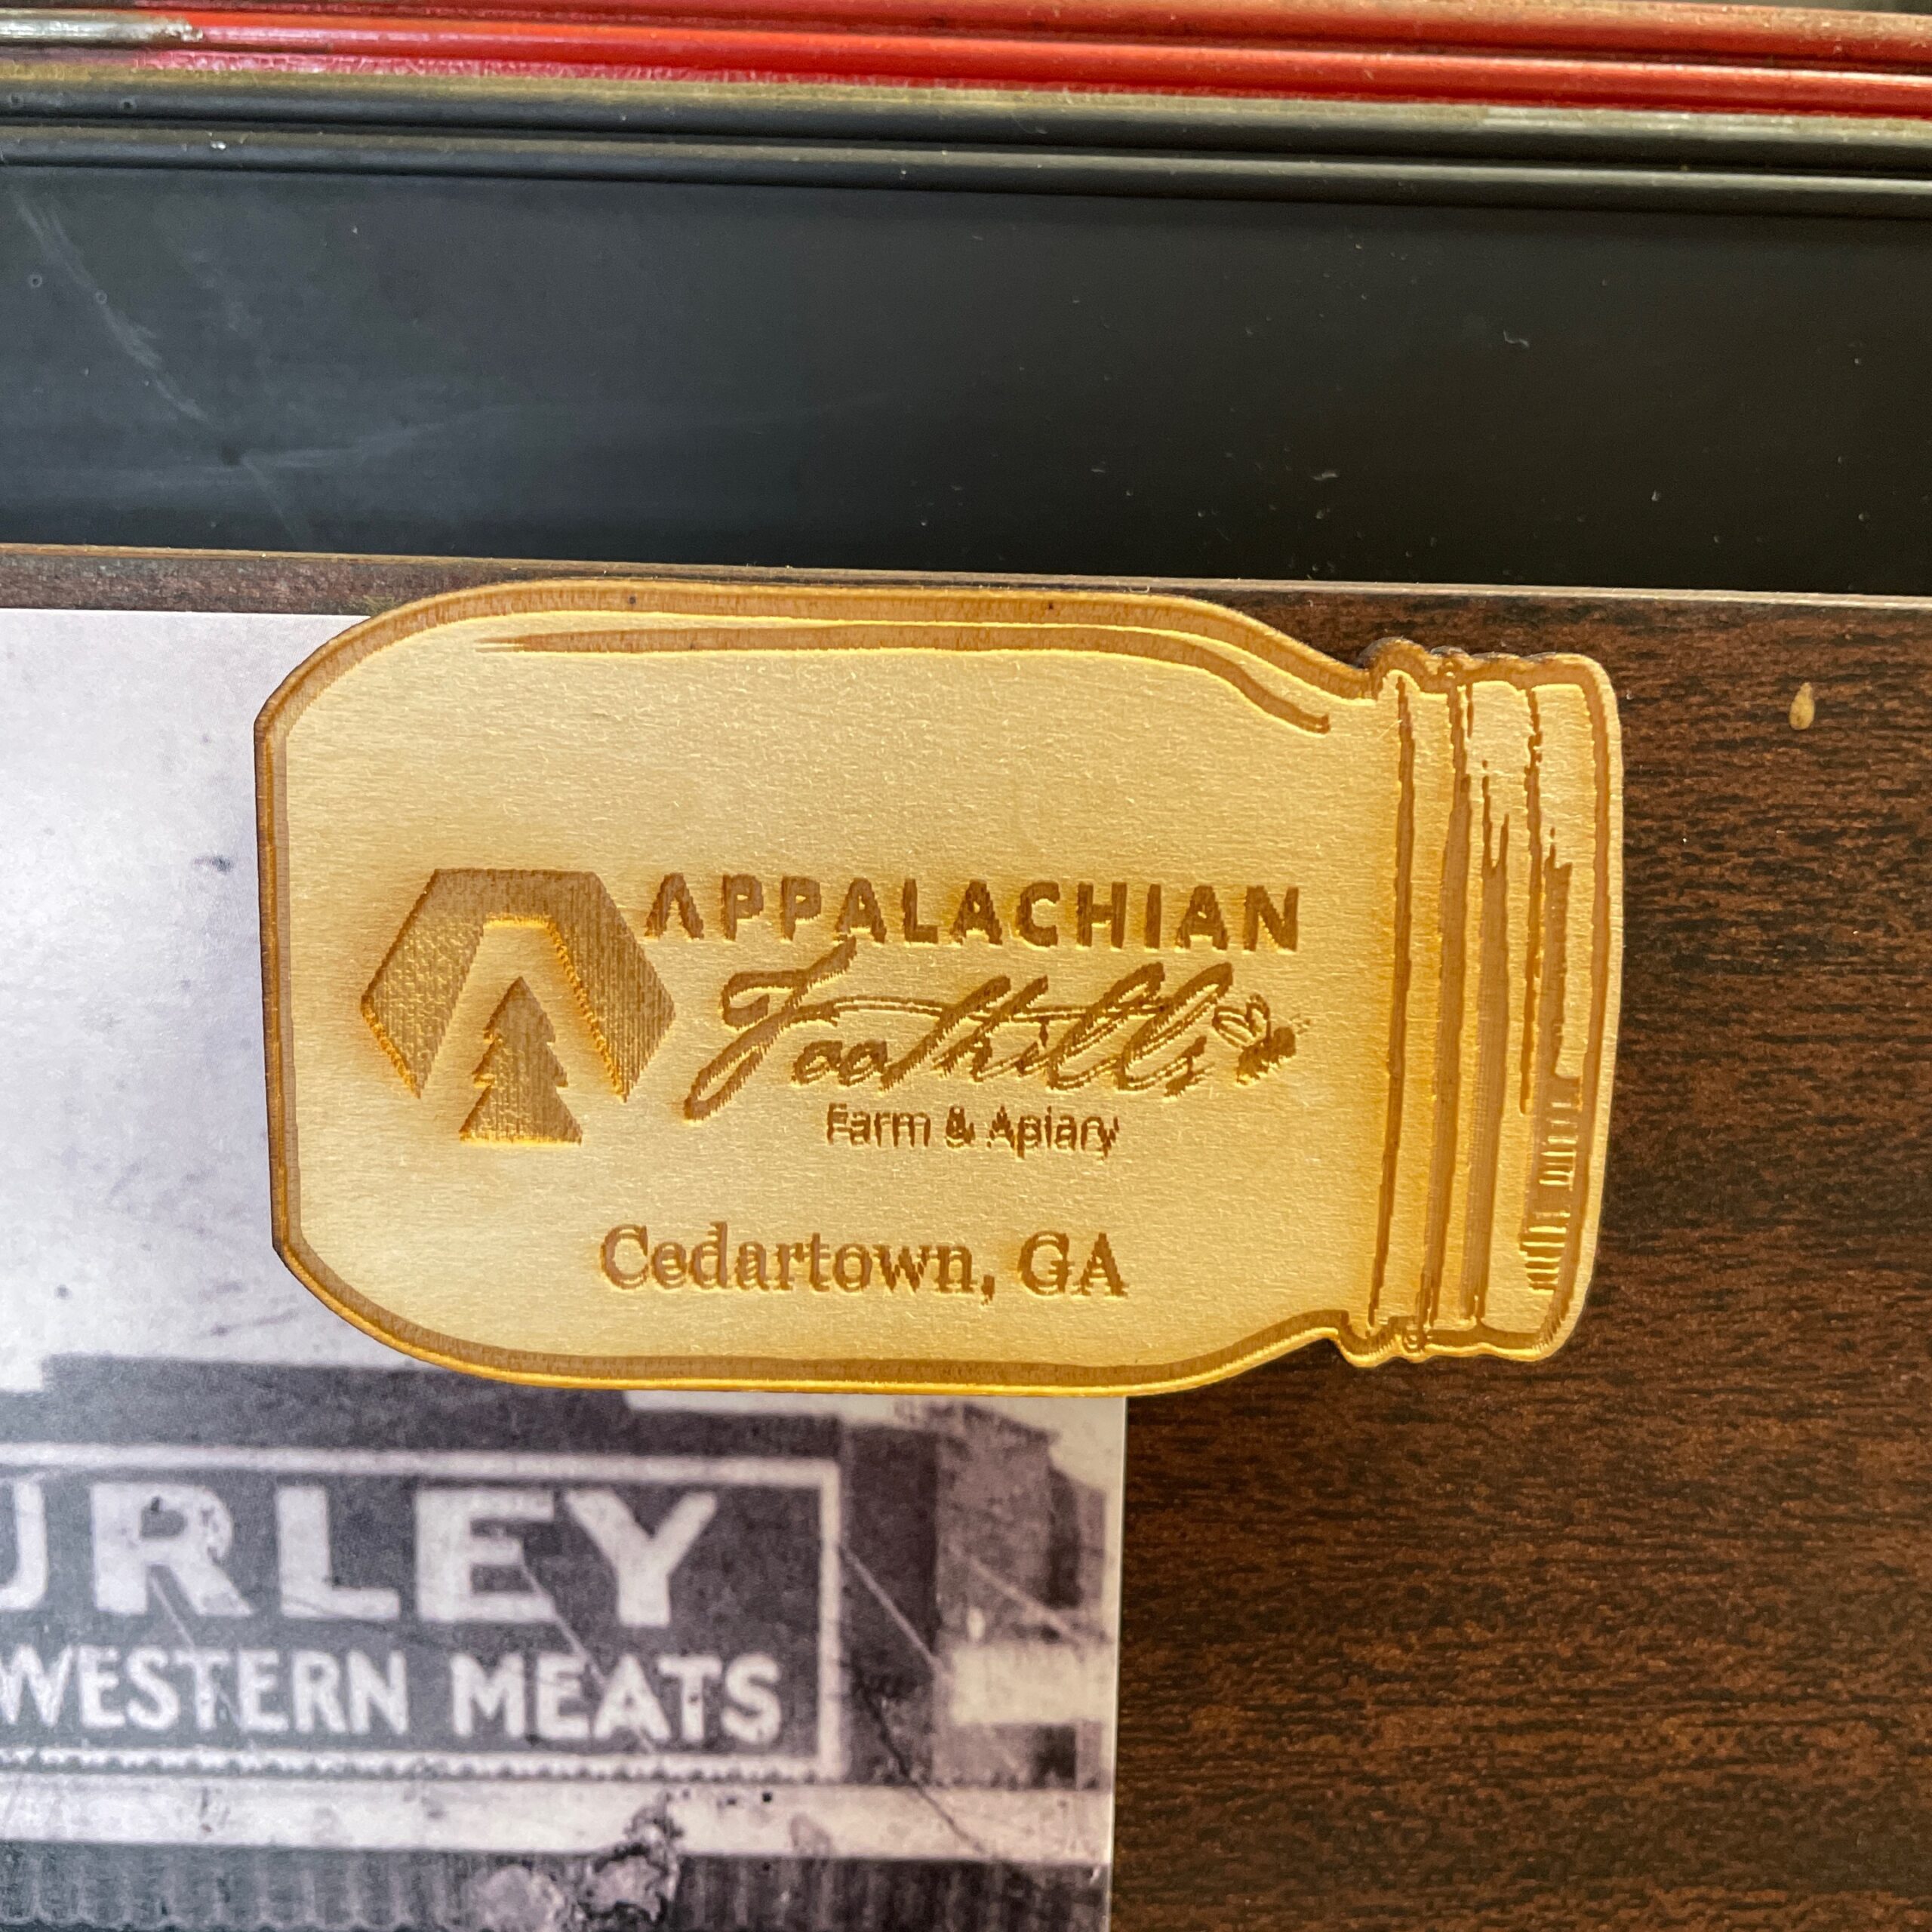 APPALACHIAN
Foothills
Farm & Apiary
Cedartown, GA
URLEY
WESTERN MEATS